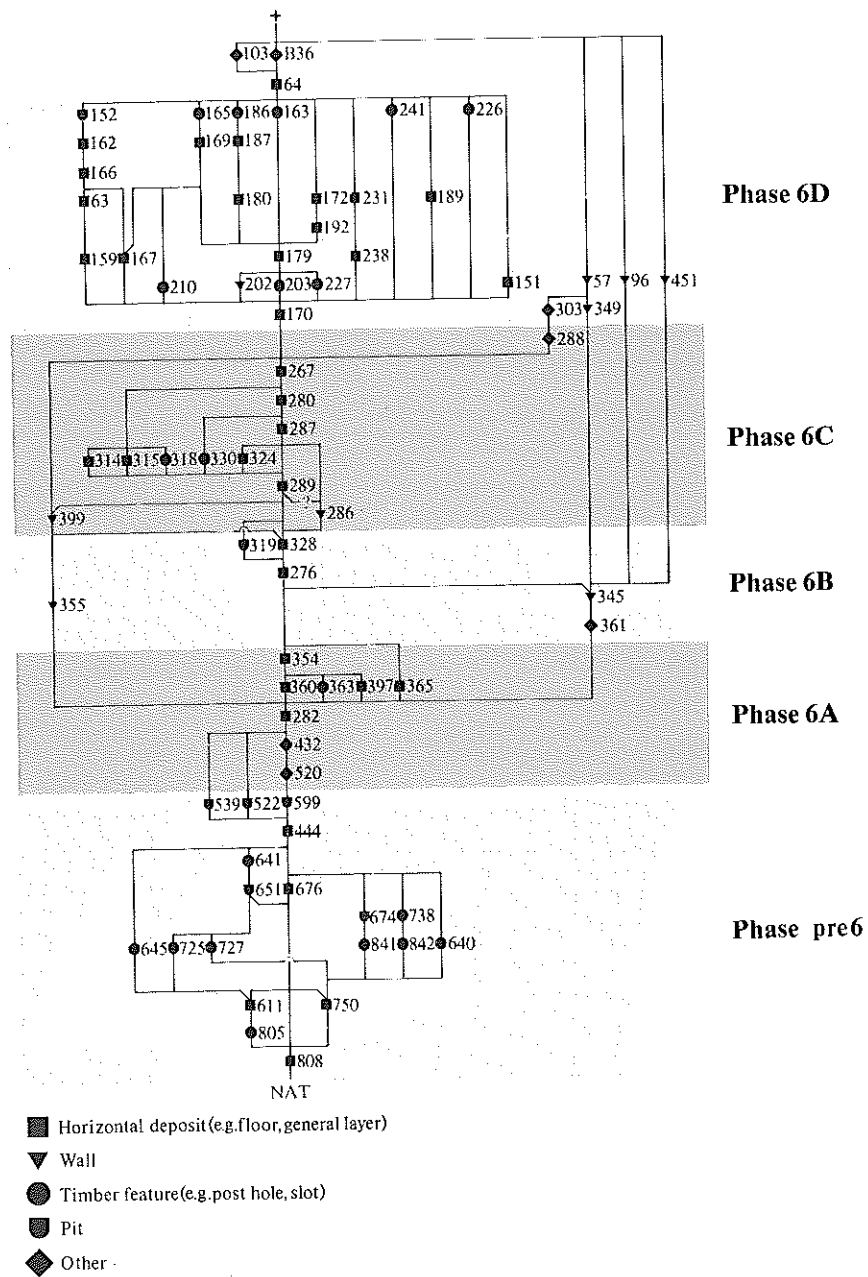 103 B36
64
152 165 186 163 241 226
162 169 187
166
63 180 172 231 189
192
159 167 179 238
210 202 203 227 151 57 96 451
170 303 349
288
Phase 6D
267
280
287
314 315 318 330 324
289
399 286
Phase 6C
319 328
276
355 345
361
Phase 6B
354
360 363 397 365
282
432
520
Phase 6A
539 522 599
444
641
651 676
674 738
645 725 727 841 842 640
611 750
805
808
Phase pre6
NAT
Horizontal deposit(e.g.floor,general layer)
Wall
Timber feature(e.g.post hole, slot)
Pit
Other